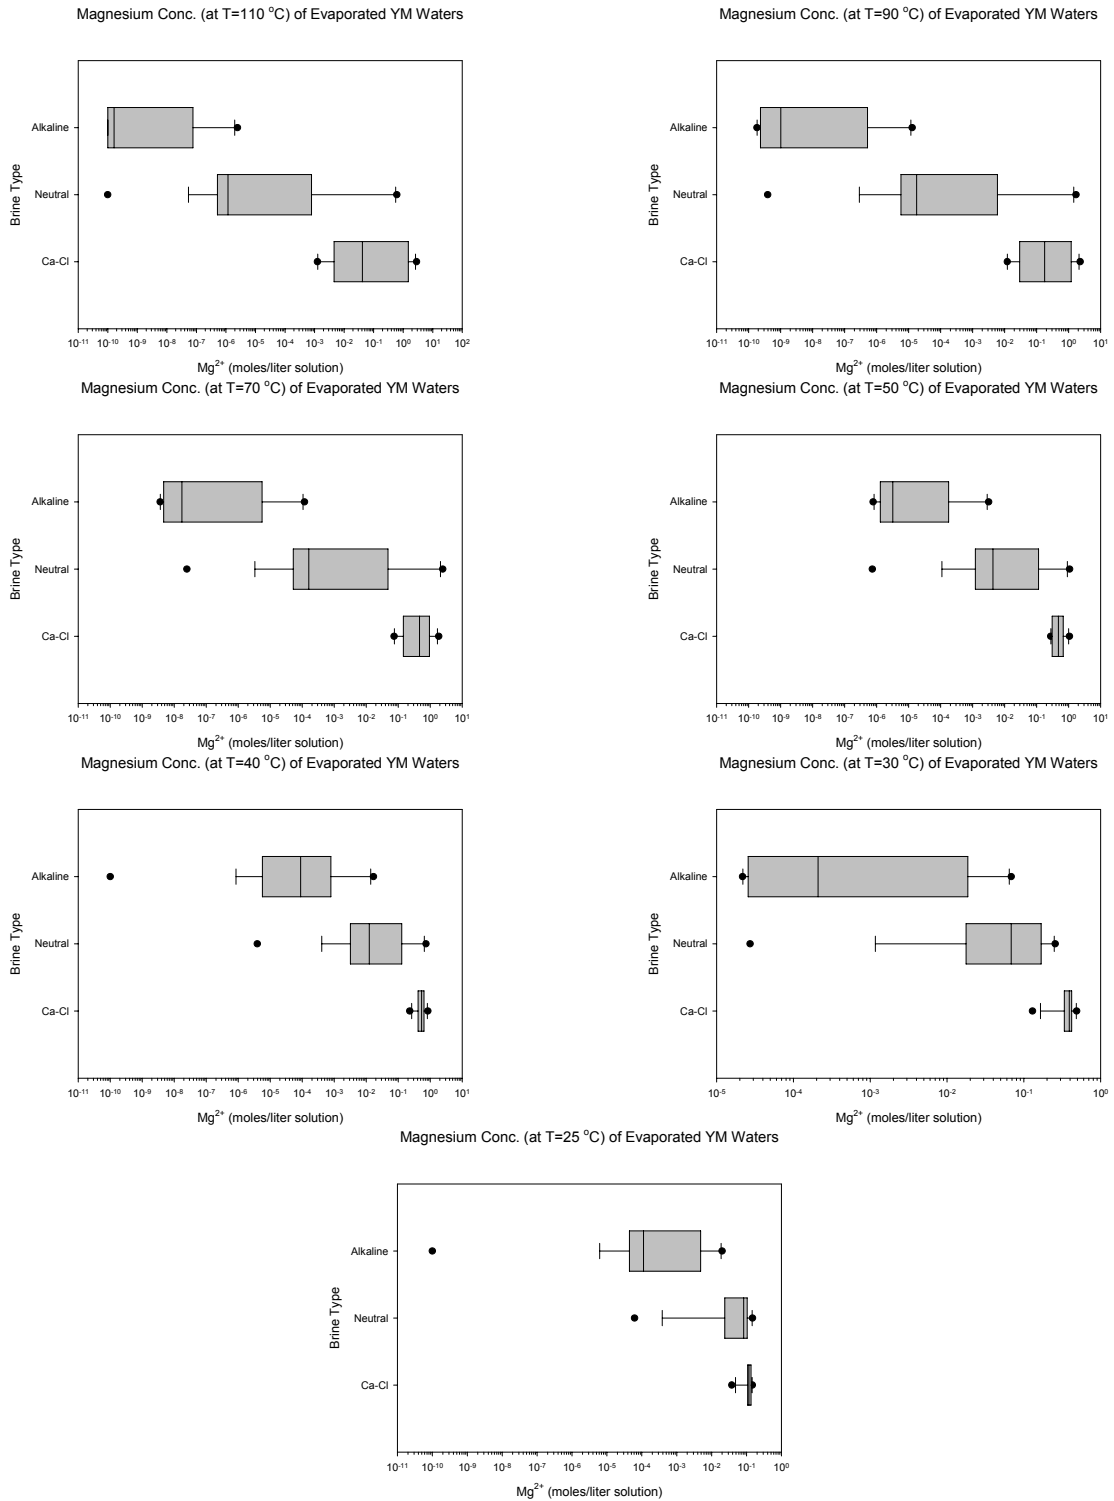 Magnesium Conc. (at T=110 °C) of Evaporated YM Waters
Brine Type
Alkaline
Neutral
Ca-Cl
10-11 10-10 10-9 10-8 10-7 10-6 10-5 10-4 10-3 10-2 10-1 100 101 102
Mg2+ (moles/liter solution)
Magnesium Conc. (at T=90 °C) of Evaporated YM Waters
Brine Type
Alkaline
Neutral
Ca-Cl
10-11 10-10 10-9 10-8 10-7 10-6 10-5 10-4 10-3 10-2 10-1 100 101
Mg2+ (moles/liter solution)
Magnesium Conc. (at T=70 °C) of Evaporated YM Waters
Brine Type
Alkaline
Neutral
Ca-Cl
10-11 10-10 10-9 10-8 10-7 10-6 10-5 10-4 10-3 10-2 10-1 100 101
Mg2+ (moles/liter solution)
Magnesium Conc. (at T=50 °C) of Evaporated YM Waters
Brine Type
Alkaline
Neutral
Ca-Cl
10-11 10-10 10-9 10-8 10-7 10-6 10-5 10-4 10-3 10-2 10-1 100 101
Mg2+ (moles/liter solution)
Magnesium Conc. (at T=40 °C) of Evaporated YM Waters
Brine Type
Alkaline
Neutral
Ca-Cl
10-11 10-10 10-9 10-8 10-7 10-6 10-5 10-4 10-3 10-2 10-1 100 101
Mg2+ (moles/liter solution)
Magnesium Conc. (at T=30 °C) of Evaporated YM Waters
Brine Type
Alkaline
Neutral
Ca-Cl
10-5 10-4 10-3 10-2 10-1 100
Mg2+ (moles/liter solution)
Magnesium Conc. (at T=25 °C) of Evaporated YM Waters
Brine Type
Alkaline
Neutral
Ca-Cl
10-11 10-10 10-9 10-8 10-7 10-6 10-5 10-4 10-3 10-2 10-1 100
Mg2+ (moles/liter solution)